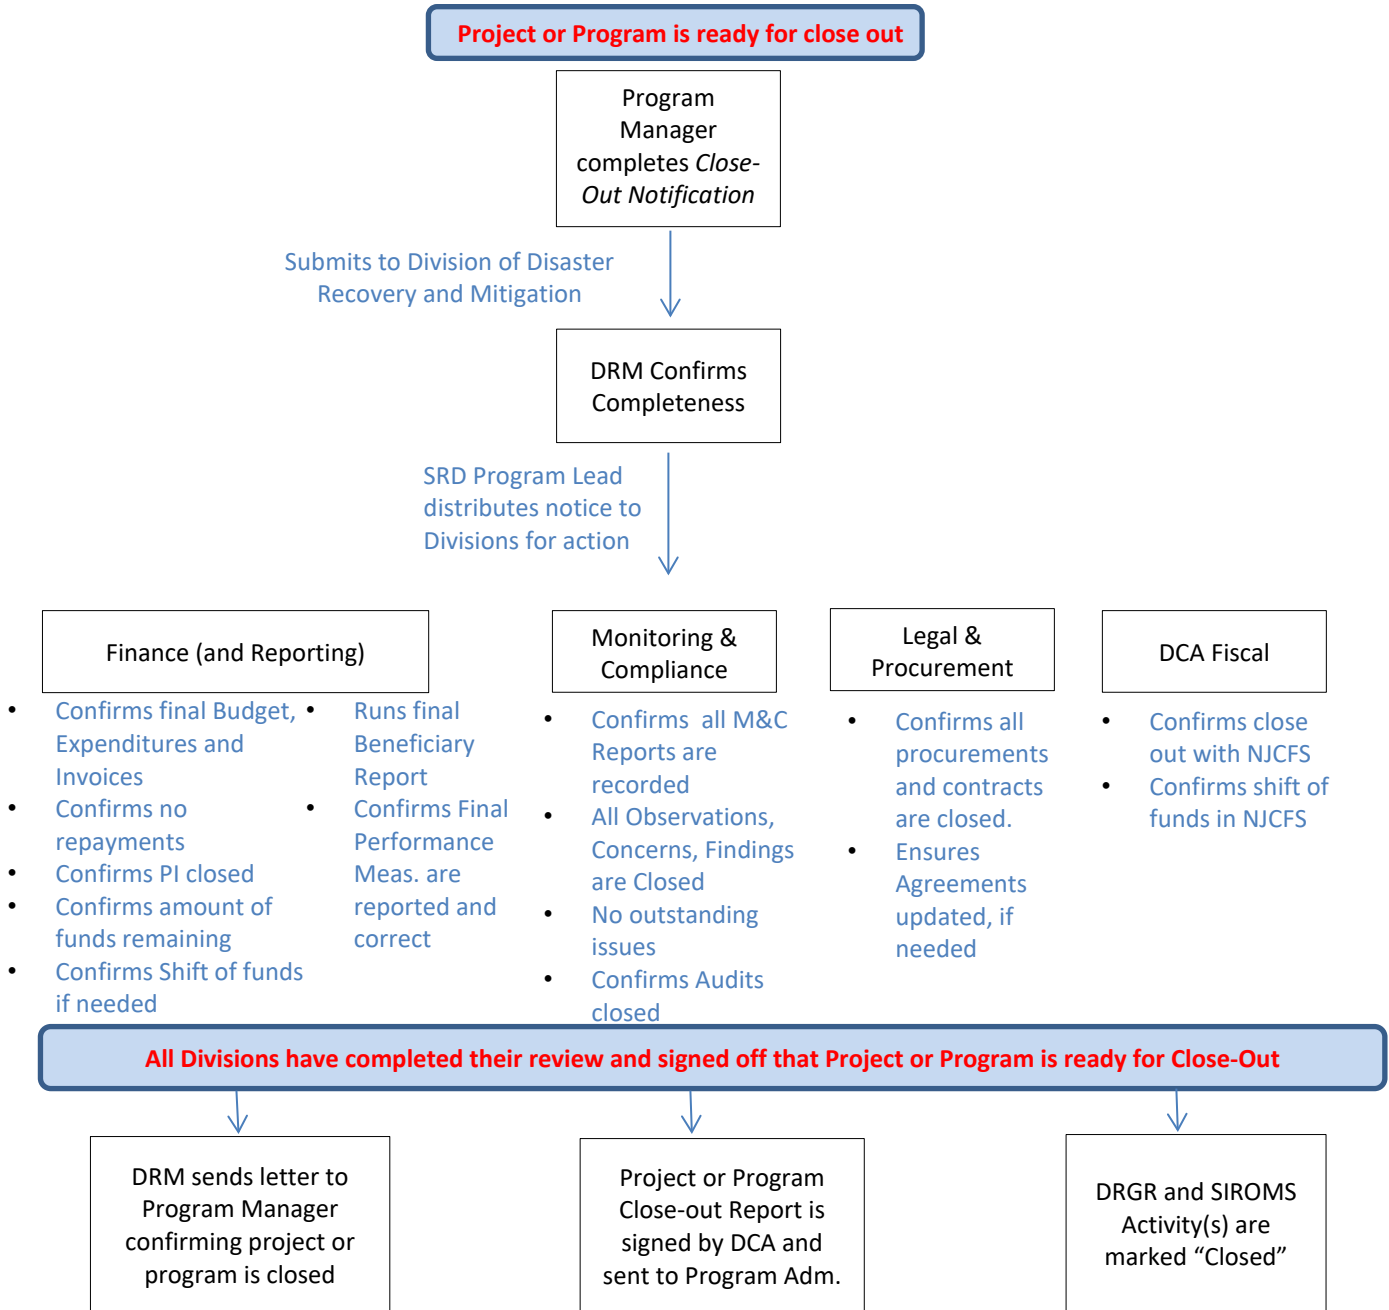 Project or Program is ready for close out
Program
Manager
completes Close-
Out Notification
Submits to Division of Disaster
Recovery and Mitigation
DRM Confirms
Completeness
SRD Program Lead
distributes notice to
Divisions for action
Finance (and Reporting)
• Confirms final Budget,
Expenditures and
Invoices
• Confirms no
repayments
• Confirms PI closed
• Confirms amount of
funds remaining
• Confirms Shift of funds
if needed
• Runs final
Beneficiary
Report
• Confirms Final
Performance
Meas. are
reported and
correct
Monitoring &
Compliance
• Confirms all M&C
Reports are
recorded
• All Observations,
Concerns, Findings
are Closed
• No outstanding
issues
• Confirms Audits
closed
Legal &
Procurement
• Confirms all
procurements
and contracts
are closed.
• Ensures
Agreements
updated, if
needed
DCA Fiscal
• Confirms close
out with NJCFS
• Confirms shift of
funds in NJCFS
All Divisions have completed their review and signed off that Project or Program is ready for Close-Out
DRM sends letter to
Program Manager
confirming project or
program is closed
Project or Program
Close-out Report is
signed by DCA and
sent to Program Adm.
DRGR and SIROMS
Activity(s) are
marked “Closed”